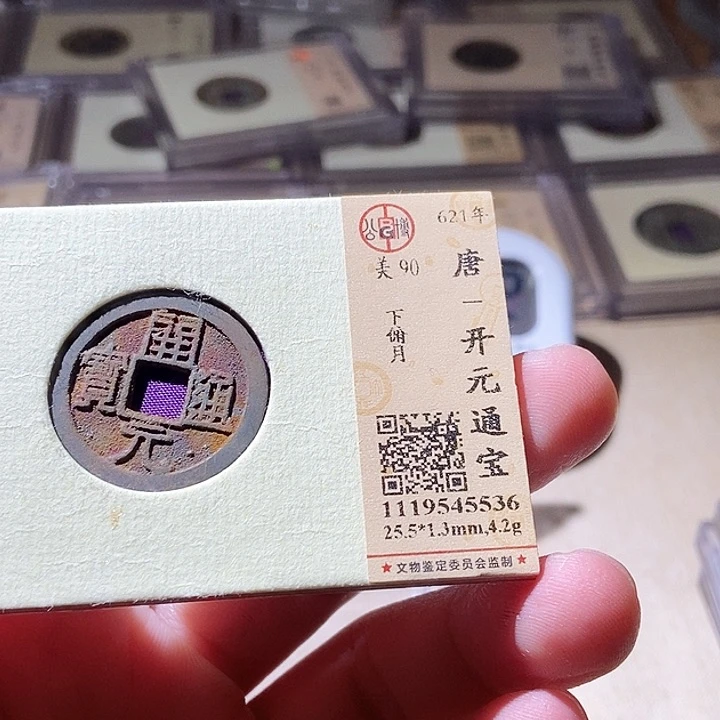 開元通寳
公博
621年
美 90
唐一开元通宝
下俯月
1119545536
25.5*1.3mm,4.2g
★文物鉴定委员会监制★